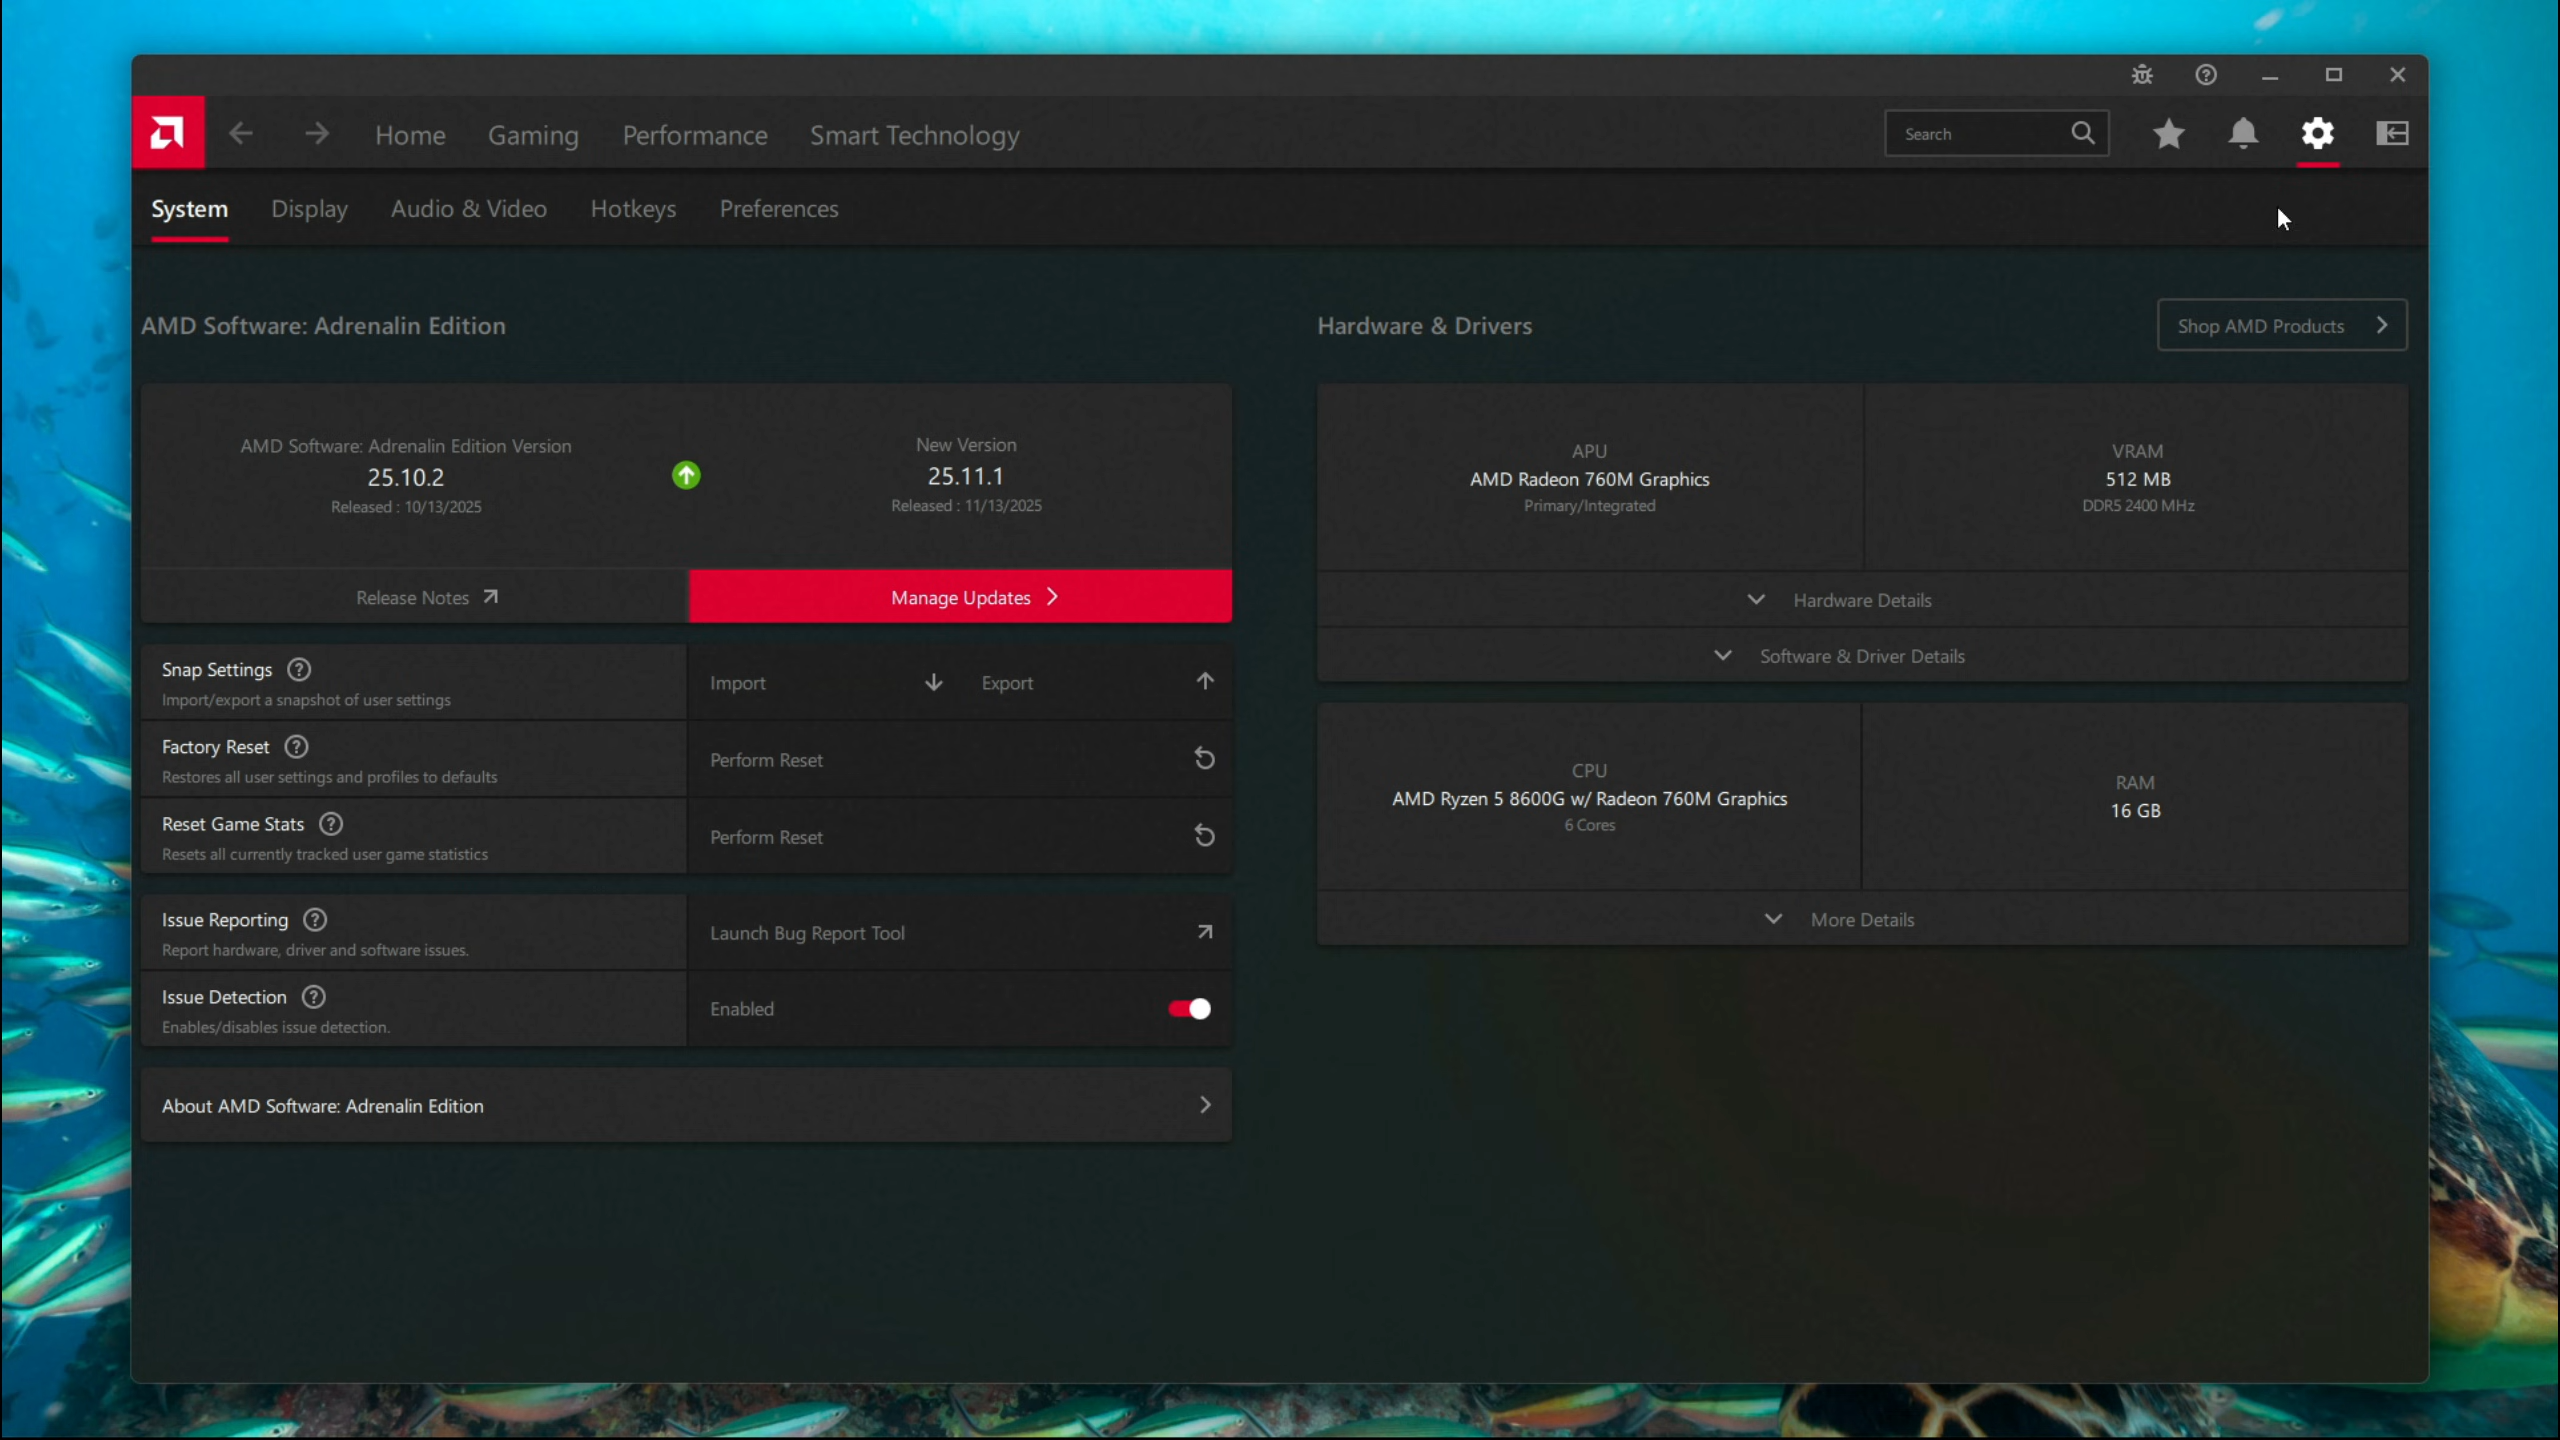 Home
Gaming
Performance
Smart Technology
Search
System
Display
Audio & Video
Hotkeys
Preferences
AMD Software: Adrenalin Edition
AMD Software: Adrenalin Edition Version
25.10.2
Released : 10/13/2025
New Version
25.11.1
Released : 11/13/2025
Release Notes
Manage Updates
Snap Settings
Import/export a snapshot of user settings
Import
Export
Factory Reset
Restores all user settings and profiles to defaults
Perform Reset
Reset Game Stats
Resets all currently tracked user game statistics
Perform Reset
Issue Reporting
Report hardware, driver and software issues.
Launch Bug Report Tool
Issue Detection
Enables/disables issue detection.
Enabled
About AMD Software: Adrenalin Edition
Hardware & Drivers
Shop AMD Products
APU
AMD Radeon 760M Graphics
Primary/Integrated
VRAM
512 MB
DDR5 2400 MHz
Hardware Details
Software & Driver Details
CPU
AMD Ryzen 5 8600G w/ Radeon 760M Graphics
6 Cores
RAM
16 GB
More Details